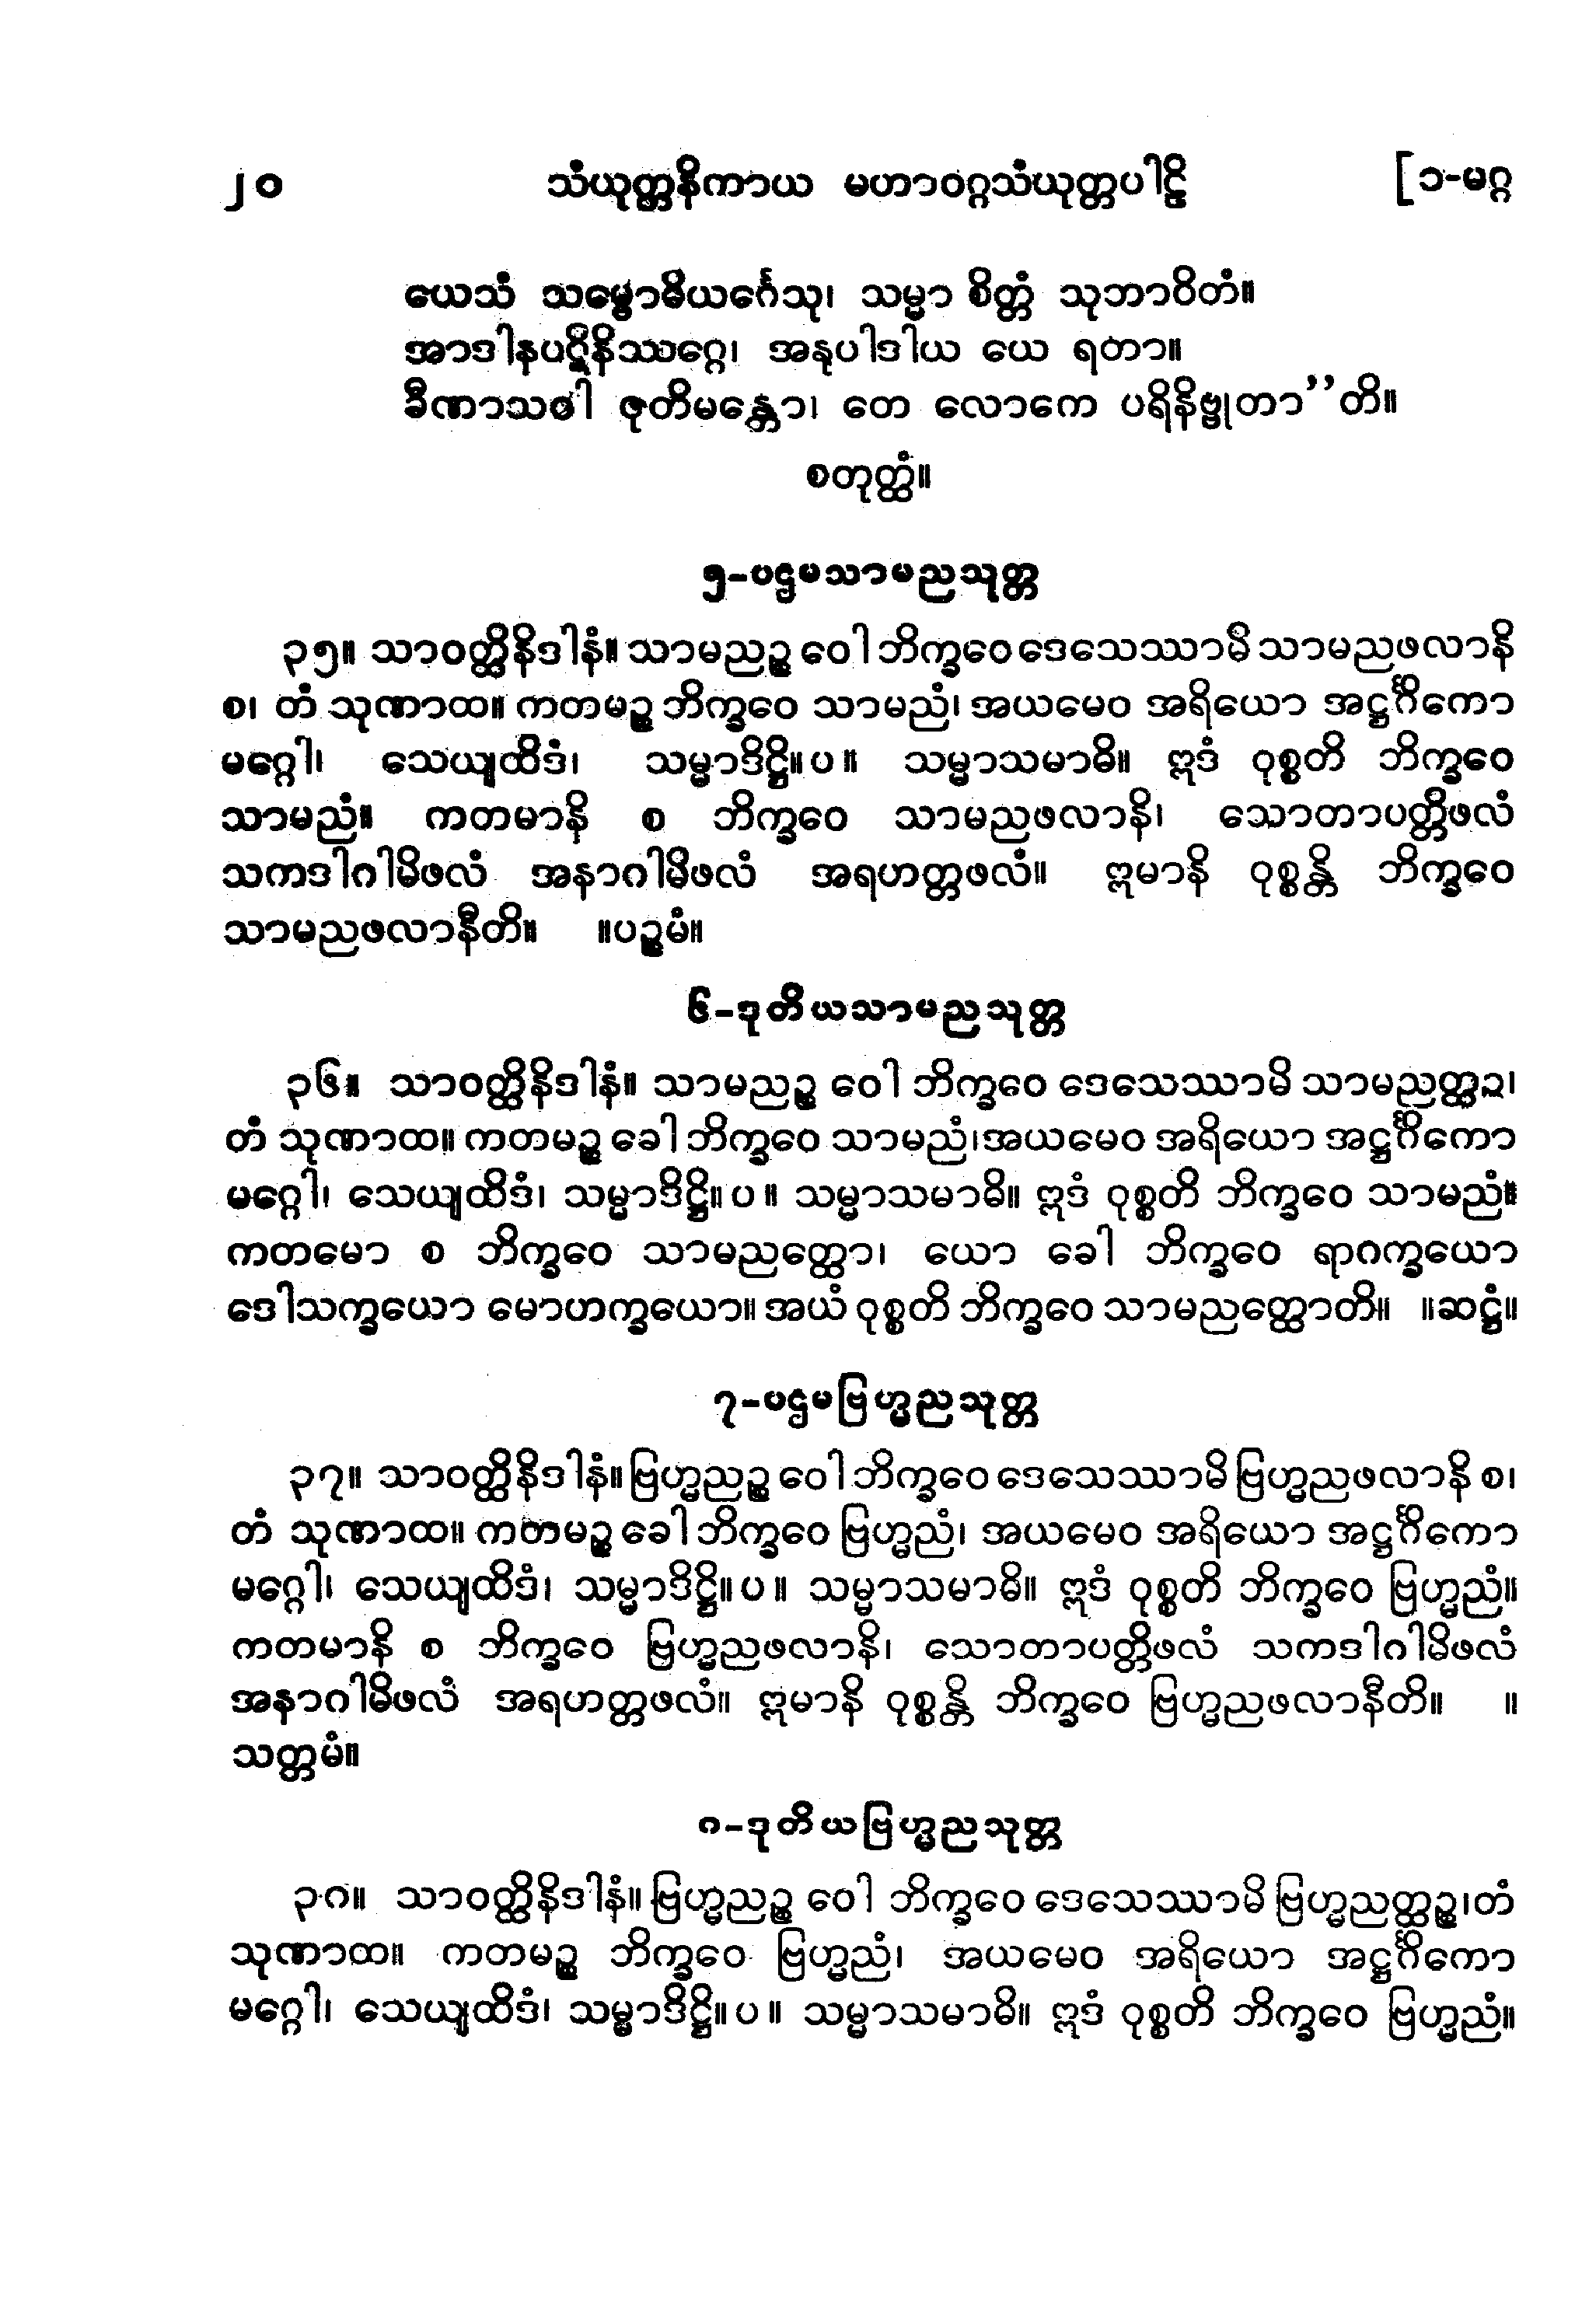 ၂၀ သံယုတ္တနိကာယ မဟာဝဂ္ဂသံယုတ္တပါဠိ [၁-မဂ္ဂ
ယေသံ သမ္ဗောဓိယင်္ဂေသု၊ သမ္မာ စိတ္တံ သုဘာဝိတံ။
အာဒါနပဋိနိဿဂ္ဂေ၊ အနုပါဒါယ ယေ ရတာ။
ခီဏာသဝါ ဇုတိမန္တော၊ တေ လောကေ ပရိနိဗ္ဗုတာ’’တိ။
စတုတ္ထံ။
၅-ပဌမသာမညသုတ္တ
၃၅။ သာဝတ္ထိနိဒါနံ။ သာမညဉ္စ ဝေါ ဘိက္ခဝေ ဒေသေဿာမိ သာမညဖလာနိ
စ၊ တံ သုဏာထ။ ကတမဉ္စ ဘိက္ခဝေ သာမညံ၊ အယမေဝ အရိယော အဋ္ဌင်္ဂိကော
မဂ္ဂေါ၊ သေယျထိဒံ၊ သမ္မာဒိဋ္ဌိ။ ပ ။ သမ္မာသမာဓိ။ ဣဒံ ဝုစ္စတိ ဘိက္ခဝေ
သာမညံ။ ကတမာနိ စ ဘိက္ခဝေ သာမညဖလာနိ၊ သောတာပတ္တိဖလံ
သကဒါဂါမိဖလံ အနာဂါမိဖလံ အရဟတ္တဖလံ။ ဣမာနိ ဝုစ္စန္တိ ဘိက္ခဝေ
သာမညဖလာနီတိ။ ။ပဉ္စမံ။
၆-ဒုတိယသာမညသုတ္တ
၃၆။ သာဝတ္ထိနိဒါနံ။ သာမညဉ္စ ဝေါ ဘိက္ခဝေ ဒေသေဿာမိ သာမညတ္ထဉ္စ၊
တံ သုဏာထ။ ကတမဉ္စ ခေါ ဘိက္ခဝေ သာမညံ၊အယမေဝ အရိယော အဋ္ဌင်္ဂိကော
မဂ္ဂေါ၊ သေယျထိဒံ၊ သမ္မာဒိဋ္ဌိ။ ပ ။ သမ္မာသမာဓိ။ ဣဒံ ဝုစ္စတိ ဘိက္ခဝေ သာမညံ။
ကတမော စ ဘိက္ခဝေ သာမညတ္ထော၊ ယော ခေါ ဘိက္ခဝေ ရာဂက္ခယော
ဒေါသက္ခယော မောဟက္ခယော။ အယံ ဝုစ္စတိ ဘိက္ခဝေ သာမညတ္ထောတိ။ ။ဆဋ္ဌံ။
၇-ပဌမဗြဟ္မညသုတ္တ
၃၇။ သာဝတ္ထိနိဒါနံ။ ဗြဟ္မညဉ္စ ဝေါ ဘိက္ခဝေ ဒေသေဿာမိ ဗြဟ္မညဖလာနိ စ၊
တံ သုဏာထ။ ကတမဉ္စ ခေါ ဘိက္ခဝေ ဗြဟ္မညံ၊ အယမေဝ အရိယော အဋ္ဌင်္ဂိကော
မဂ္ဂေါ၊ သေယျထိဒံ၊ သမ္မာဒိဋ္ဌိ။ ပ ။ သမ္မာသမာဓိ။ ဣဒံ ဝုစ္စတိ ဘိက္ခဝေ ဗြဟ္မညံ။
ကတမာနိ စ ဘိက္ခဝေ ဗြဟ္မညဖလာနိ၊ သောတာပတ္တိဖလံ သကဒါဂါမိဖလံ
အနာဂါမိဖလံ အရဟတ္တဖလံ။ ဣမာနိ ဝုစ္စန္တိ ဘိက္ခဝေ ဗြဟ္မညဖလာနီတိ။ ။
သတ္တမံ။
၈-ဒုတိယဗြဟ္မညသုတ္တ
၃၈။ သာဝတ္ထိနိဒါနံ။ ဗြဟ္မညဉ္စ ဝေါ ဘိက္ခဝေ ဒေသေဿာမိ ဗြဟ္မညတ္ထဉ္စ၊တံ
သုဏာထ။ ကတမဉ္စ ဘိက္ခဝေ ဗြဟ္မညံ၊ အယမေဝ အရိယော အဋ္ဌင်္ဂိကော
မဂ္ဂေါ၊ သေယျထိဒံ၊ သမ္မာဒိဋ္ဌိ။ ပ ။ သမ္မာသမာဓိ။ ဣဒံ ဝုစ္စတိ ဘိက္ခဝေ ဗြဟ္မညံ။